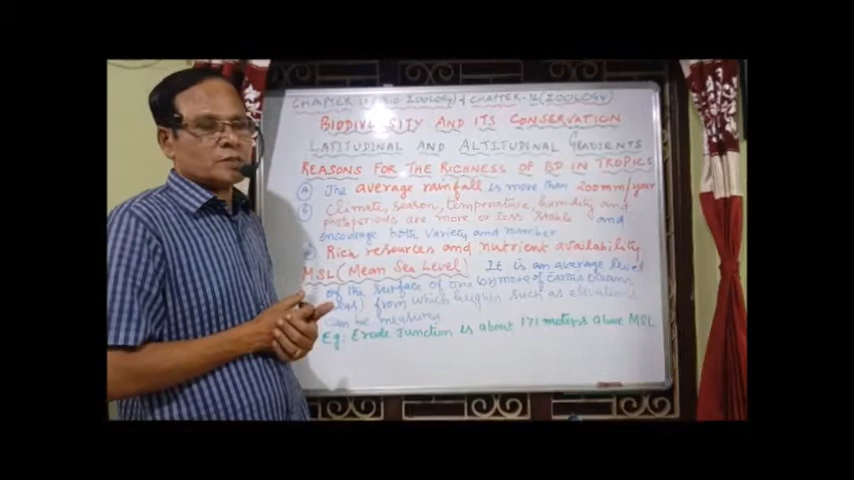 CHAPTER (BIO ZOOLOGY) & CHAPTER-12 (ZOOLOGY)
BIODIVERSITY AND ITS CONSERVATION
LATITUDINAL AND ALTITUDINAL GRADIENTS
REASONS FOR THE RICHNESS OF BD IN TROPICS
(A) The average rainfall is more than 200mm/year
Climate, season, temperature, humidity and
photoperiods are more or less stable and
encourage both variety and number
Rich resources and nutrient availability
MSL (Mean Sea Level) It is an average level
of the surface of one or more of Earths oceans
from which heights such as elevations
can be measured.
Eg: Erode Junction is about 171 meters above MSL